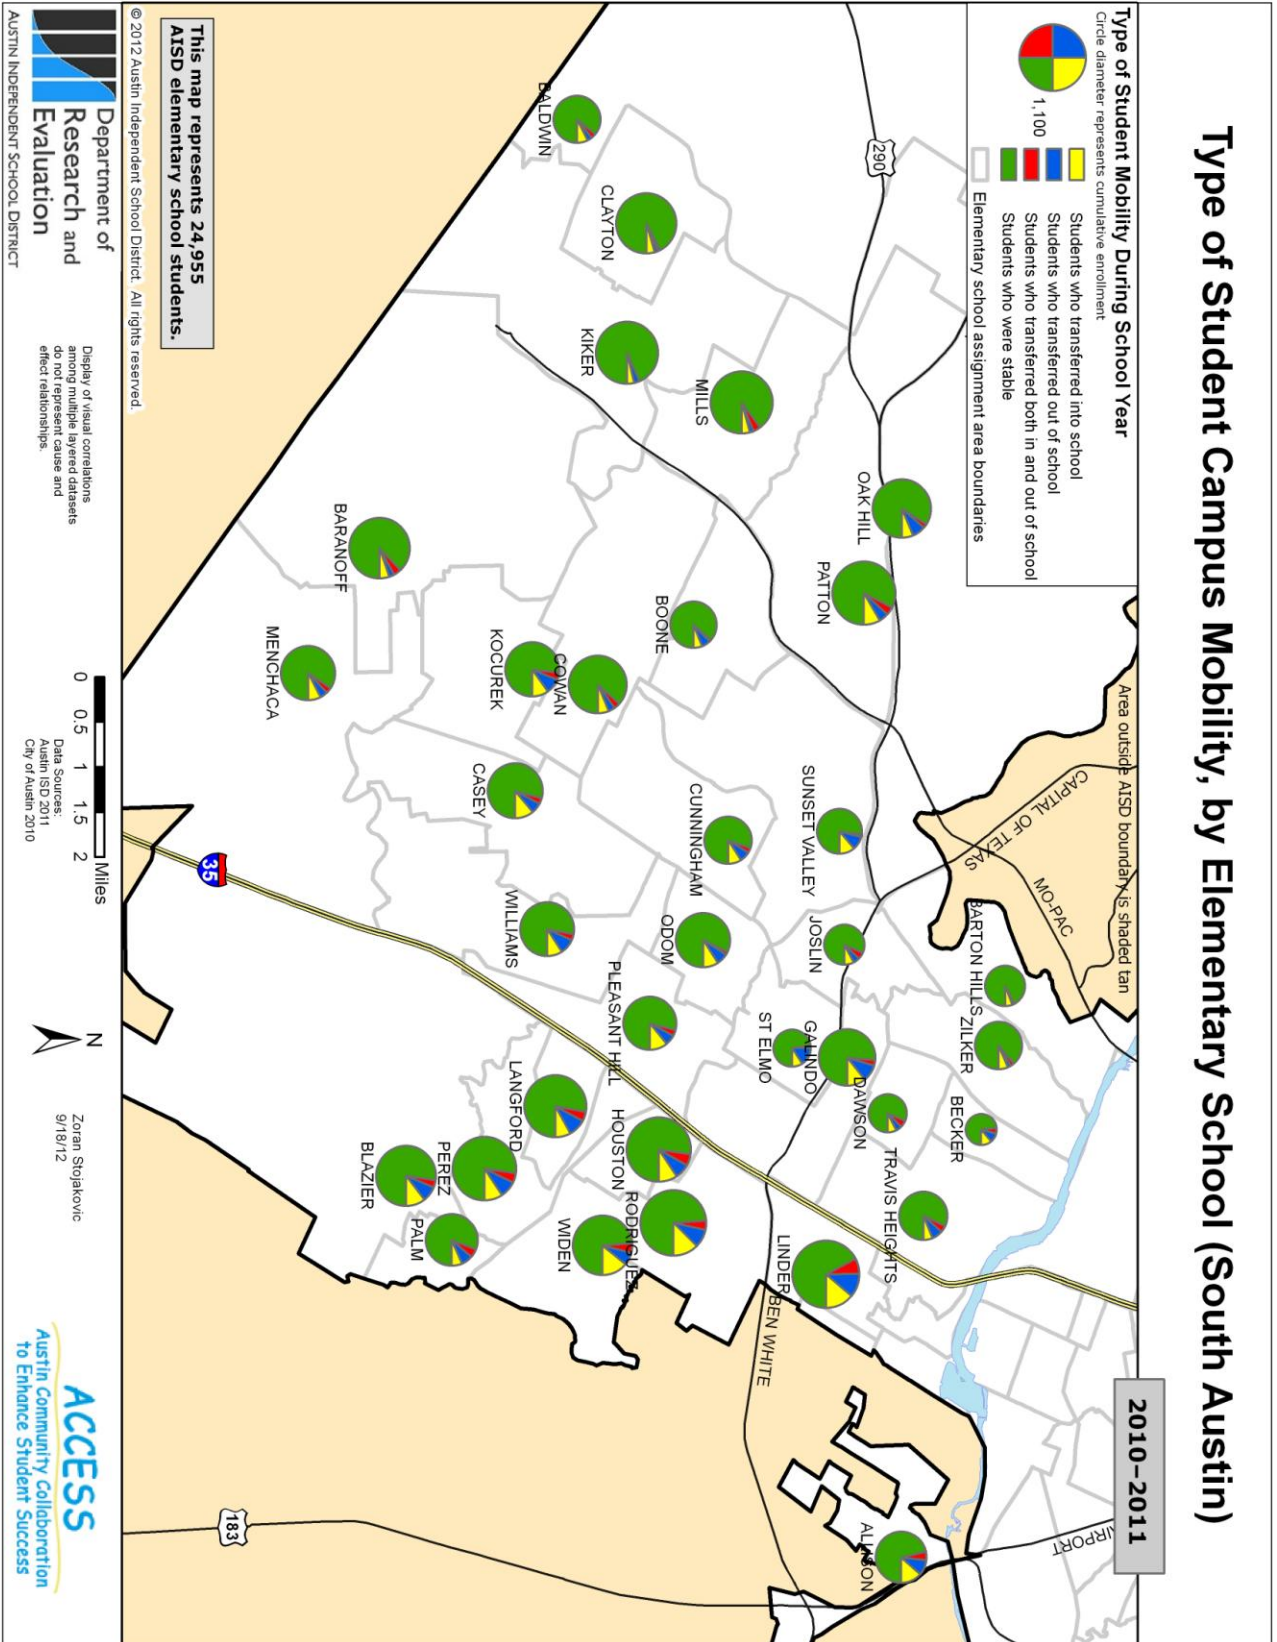 Type of Student Campus Mobility, by Elementary School (South Austin)
2010–2011
Type of Student Mobility During School Year
Circle diameter represents cumulative enrollment
1,100
Students who transferred into school
Students who transferred out of school
Students who transferred both in and out of school
Students who were stable
Elementary school assignment area boundaries
Area outside AISD boundary is shaded tan
CAPITAL OF TEXAS
MO-PAC
290
AIRPORT
BEN WHITE
35
183
OAK HILL
PATTON
SUNSET VALLEY
JOSLIN
BARTON HILLS
ZILKER
BECKER
DAWSON
TRAVIS HEIGHTS
GALINDO
ST ELMO
LINDER
ALLISON
MILLS
BOONE
CUNNINGHAM
ODOM
PLEASANT HILL
HOUSTON
RODRIGUEZ
BALDWIN
CLAYTON
KIKER
COWAN
KOCUREK
CASEY
WILLIAMS
LANGFORD
WIDEN
BARANOFF
MENCHACA
PEREZ
BLAZIER
PALM
This map represents 24,955
AISD elementary school students.
© 2012 Austin Independent School District. All rights reserved.
Department of
Research and
Evaluation
AUSTIN INDEPENDENT SCHOOL DISTRICT
Display of visual correlations
among multiple layered datasets
do not represent cause and
effect relationships.
0 0.5 1 1.5 2
Miles
Data Sources:
Austin ISD 2011
City of Austin 2010
N
Zoran Stojakovic
9/18/12
ACCESS
Austin Community Collaboration
to Enhance Student Success